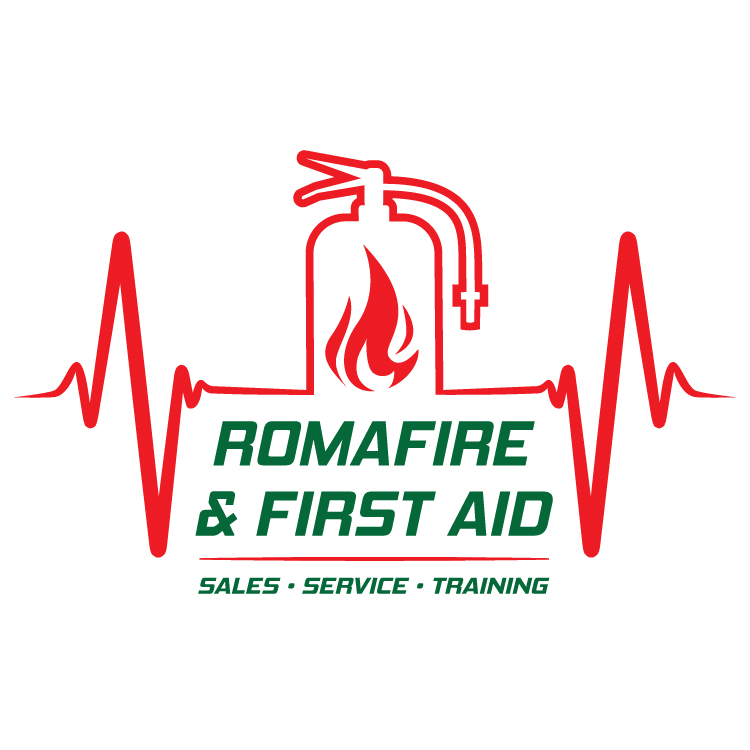 ROMAFIRE
& FIRST AID
SALES • SERVICE • TRAINING